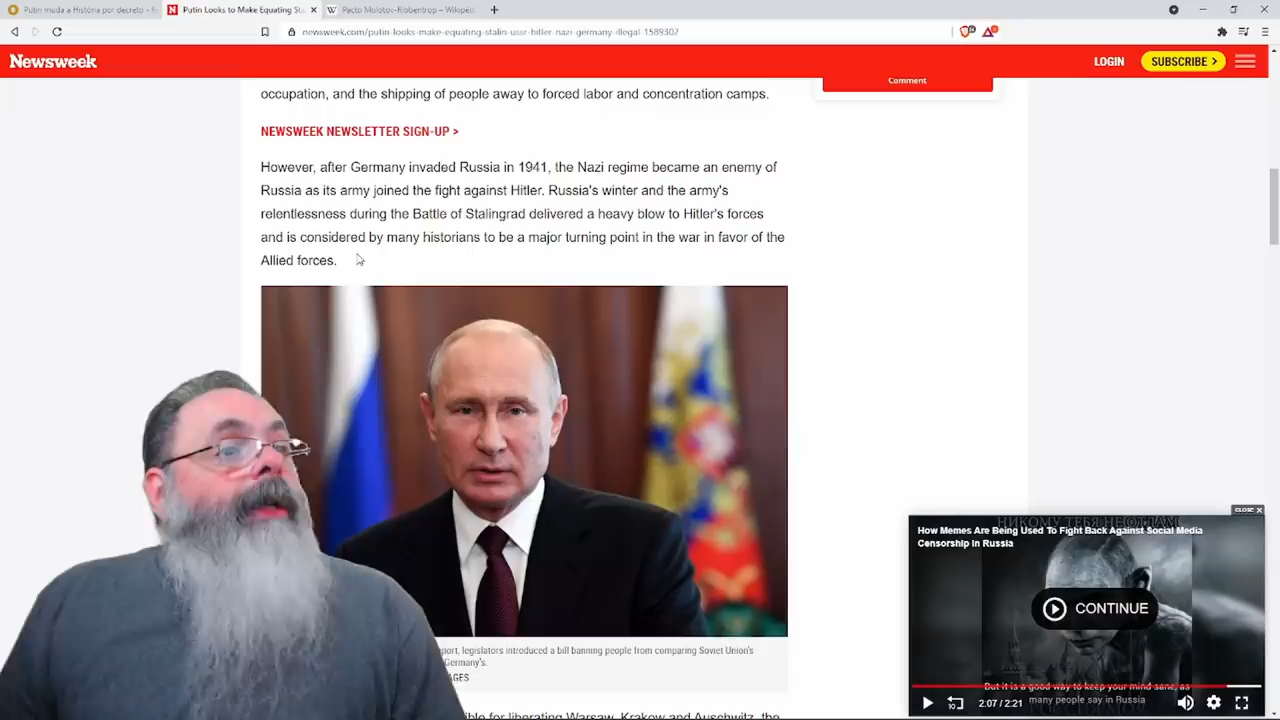 Putin muda a História por decreto -
Putin Looks to Make Equating St
Pacto Molotov-Ribbentrop – Wikipéd
newsweek.com/putin-looks-make-equating-stalin-ussr-hitler-nazi-germany-illegal-1589302
Newsweek
LOGIN
SUBSCRIBE >
Comment
occupation, and the shipping of people away to forced labor and concentration camps.
NEWSWEEK NEWSLETTER SIGN-UP >
However, after Germany invaded Russia in 1941, the Nazi regime became an enemy of
Russia as its army joined the fight against Hitler. Russia's winter and the army's
relentlessness during the Battle of Stalingrad delivered a heavy blow to Hitler's forces
and is considered by many historians to be a major turning point in the war in favor of the
Allied forces.
CLOSE
НИКОМУ ТЕБЯ НЕ ОТДАМ
How Memes Are Being Used To Fight Back Against Social Media
Censorship In Russia
CONTINUE
But it is a good way to keep your mind sane, as
many people say in Russia
10
2:07 / 2:21
port, legislators introduced a bill banning people from comparing Soviet Union's
Germany's.
AGES
ible for liberating Warsaw, Krakow and Auschwitz, the